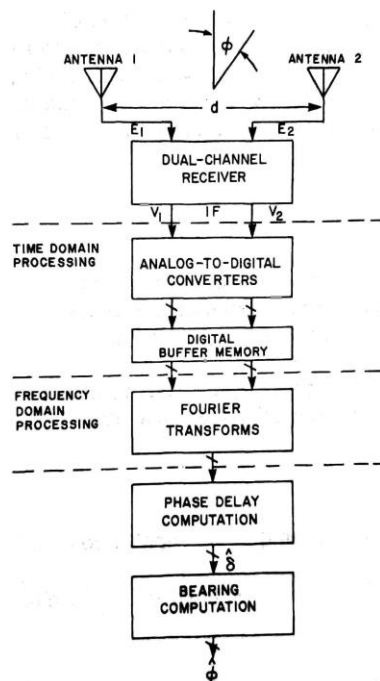 ϕ
ANTENNA 1
ANTENNA 2
d
E₁
E₂
DUAL-CHANNEL
RECEIVER
V₁ IF V₂
TIME DOMAIN
PROCESSING
ANALOG-TO-DIGITAL
CONVERTERS
DIGITAL
BUFFER MEMORY
FREQUENCY
DOMAIN
PROCESSING
FOURIER
TRANSFORMS
PHASE DELAY
COMPUTATION
δ̂
BEARING
COMPUTATION
ϕ̂